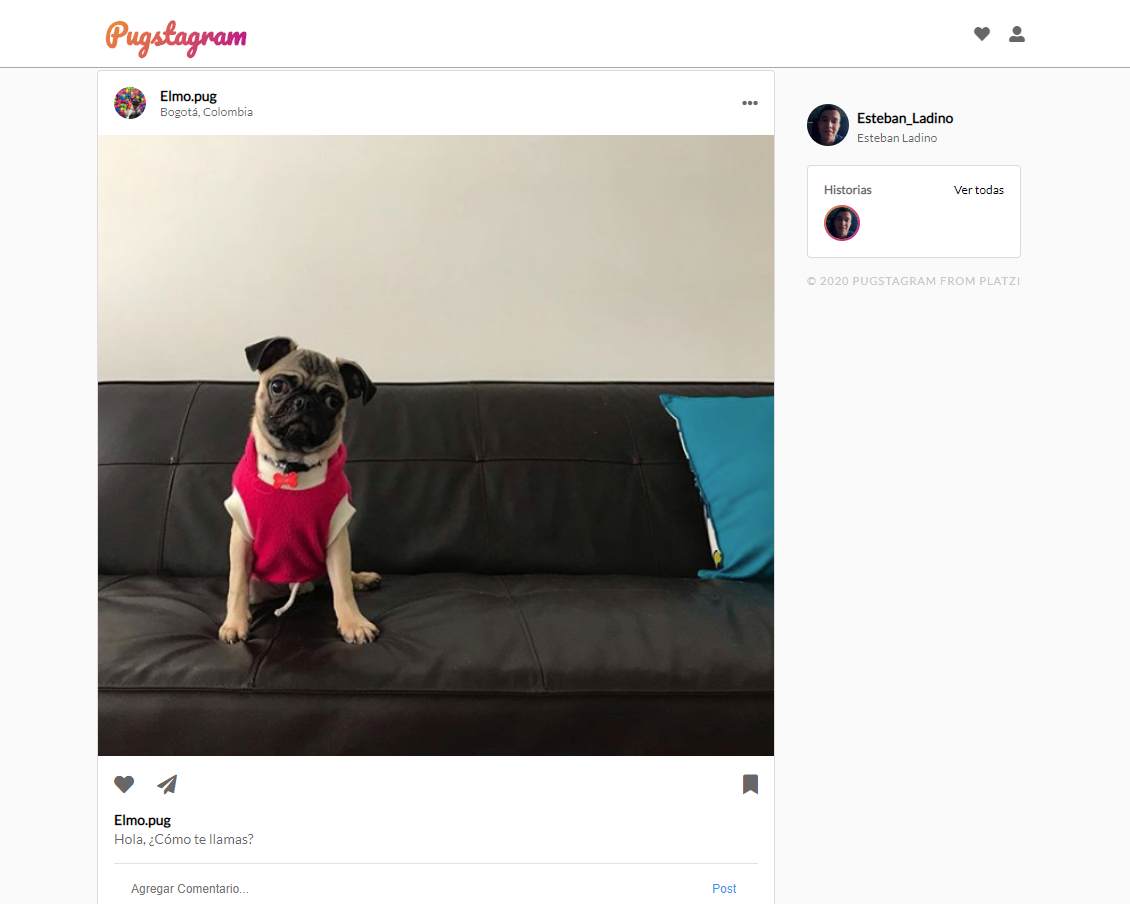 Pugstagram
Elmo.pug
Bogotá, Colombia
Esteban_Ladino
Esteban Ladino
Historias Ver todas
© 2020 PUGSTAGRAM FROM PLATZI
Elmo.pug
Hola, ¿Cómo te llamas?
Agregar Comentario... Post